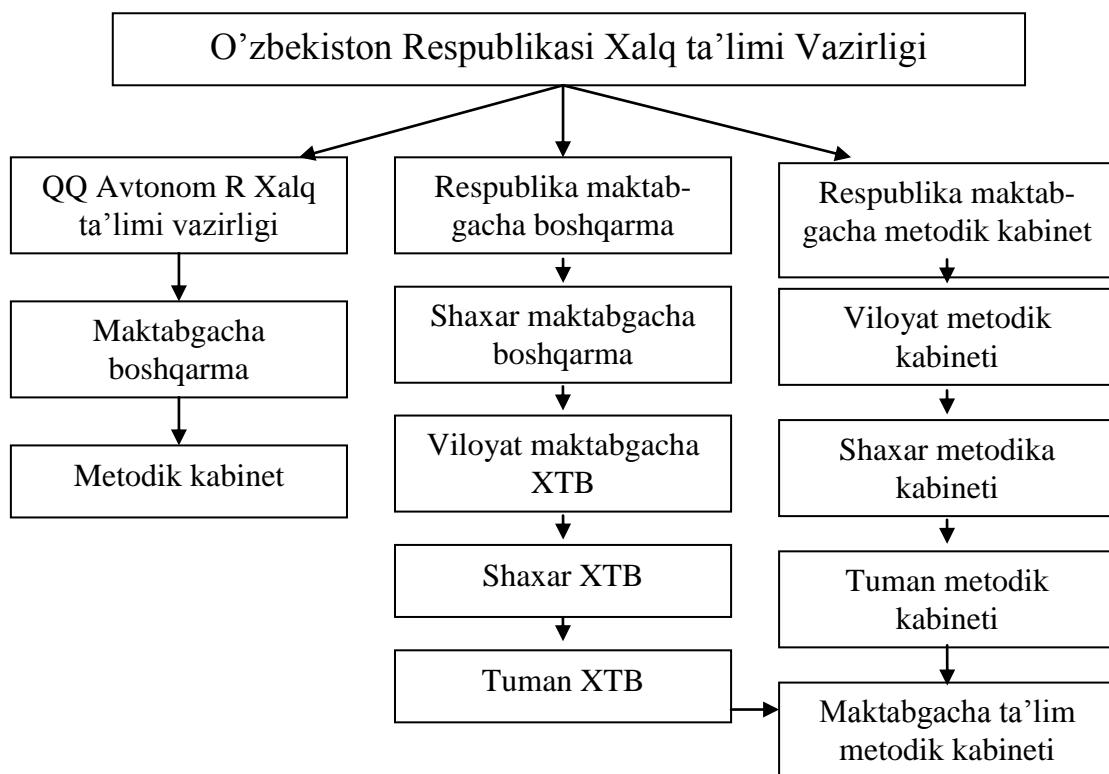 O’zbekiston Respublikasi Xalq ta’limi Vazirligi
QQ Avtonom R Xalq
ta’limi vazirligi
Maktabgacha
boshqarma
Metodik kabinet
Respublika maktab-
gacha boshqarma
Shaxar maktabgacha
boshqarma
Viloyat maktabgacha
XTB
Shaxar XTB
Tuman XTB
Respublika maktab-
gacha metodik kabinet
Viloyat metodik
kabineti
Shaxar metodika
kabineti
Tuman metodik
kabineti
Maktabgacha ta’lim
metodik kabineti